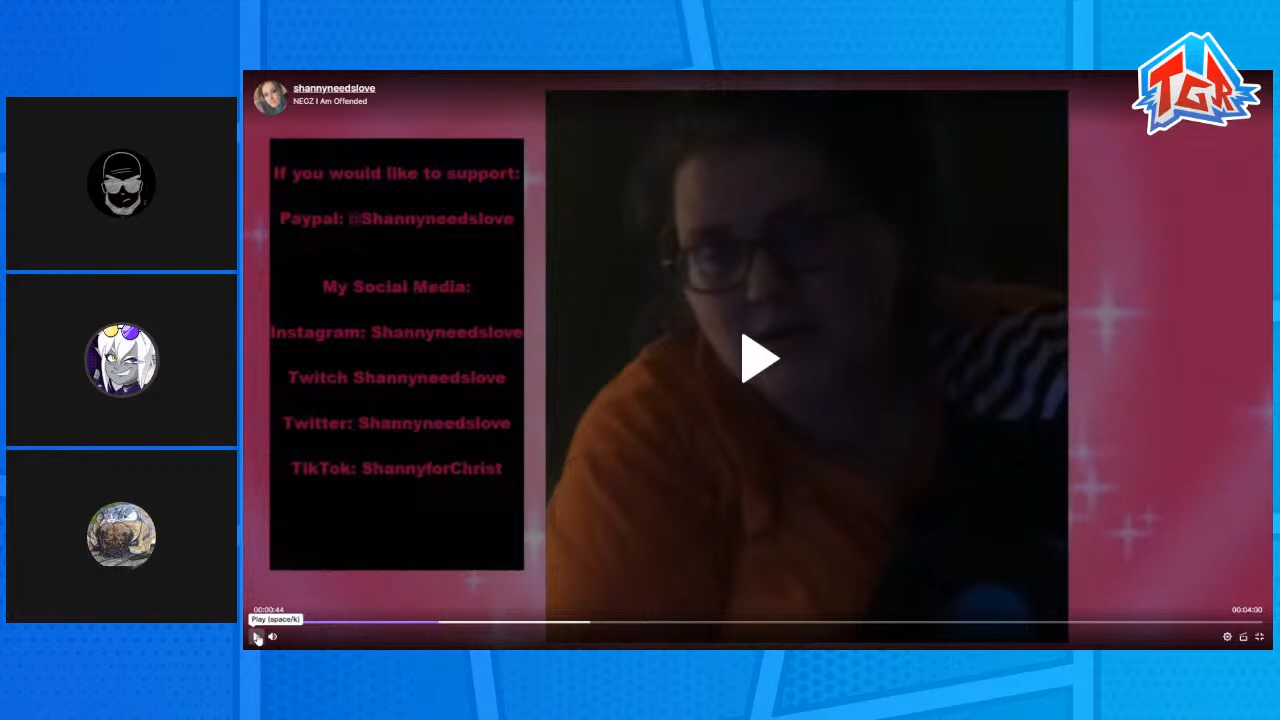 shannyneedslove
NEGZ I Am Offended
TGR
If you would like to support:
Paypal: @Shannyneedslove
My Social Media:
Instagram: Shannyneedslove
Twitch Shannyneedslove
Twitter: Shannyneedslove
TikTok: ShannyforChrist
00:00:44
00:04:00
Play (space/k)